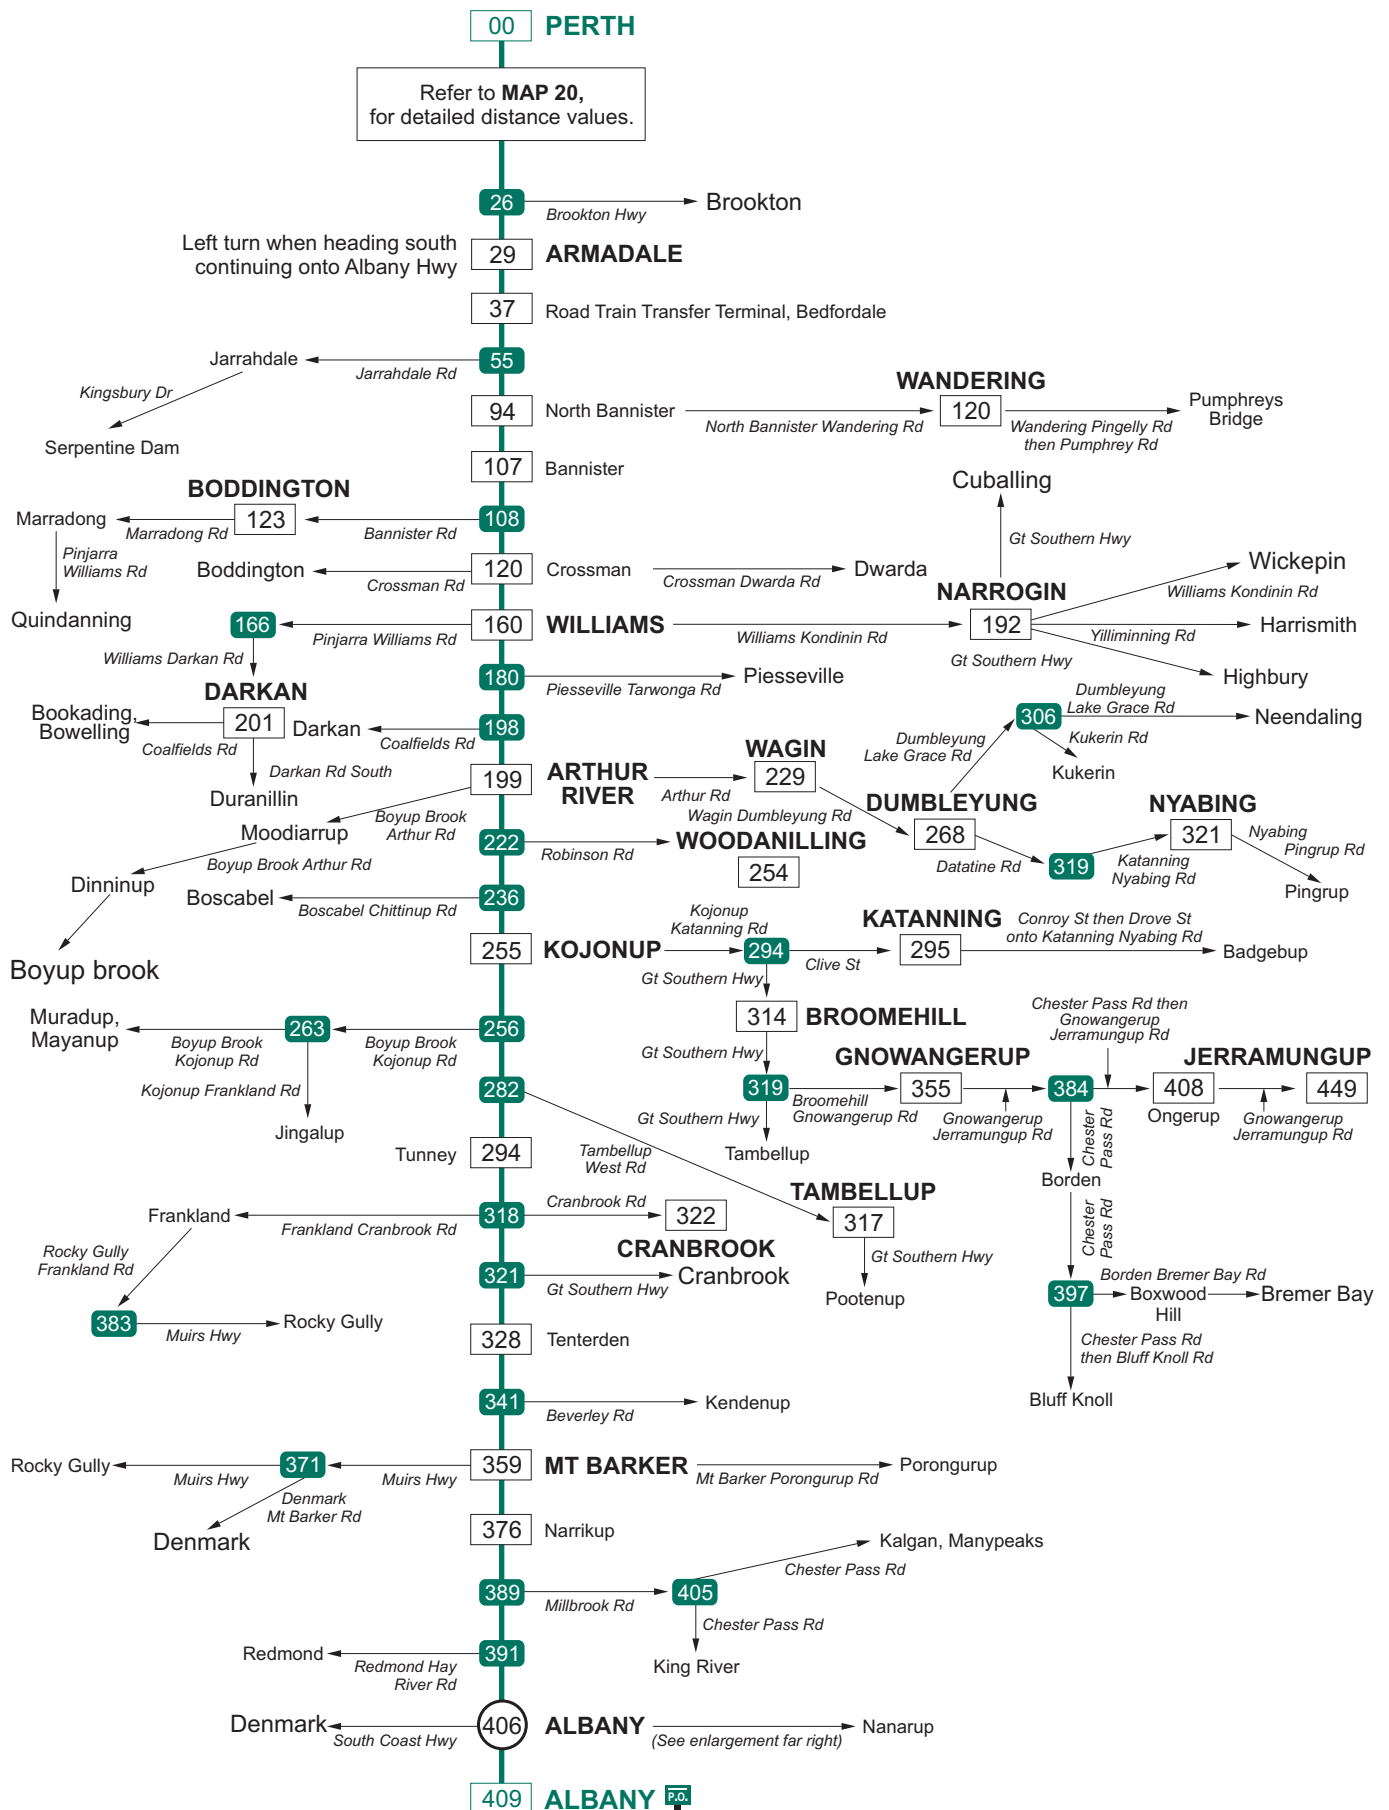 00 PERTH
Refer to MAP 20,
for detailed distance values.
26 Brookton Hwy Brookton
Left turn when heading south
continuing onto Albany Hwy
29 ARMADALE
37 Road Train Transfer Terminal, Bedfordale
Jarrahdale Jarrahdale Rd 55
Kingsbury Dr
Serpentine Dam
94 North Bannister North Bannister Wandering Rd
WANDERING
120
Wandering Pingelly Rd
then Pumphrey Rd
Pumphreys
Bridge
107 Bannister
BODDINGTON
Marradong Marradong Rd 123 Bannister Rd 108
Pinjarra
Williams Rd
Quindanning
Boddington Crossman Rd 120 Crossman Crossman Dwarda Rd Dwarda
Cuballing
Gt Southern Hwy
NARROGIN
166 Pinjarra Williams Rd 160 WILLIAMS Williams Kondinin Rd 192
Wickepin
Williams Kondinin Rd
Yilliminning Rd Harrismith
Gt Southern Hwy
Highbury
Williams Darkan Rd
180 Piesseville Tarwonga Rd Piesseville
DARKAN
Bookading,
Bowelling
Coalfields Rd
201
Darkan Coalfields Rd 198
Darkan Rd South
Duranillin
199 ARTHUR
RIVER
Arthur Rd
WAGIN
229
Wagin Dumbleyung Rd
DUMBLEYUNG
268
Dumbleyung
Lake Grace Rd
306
Dumbleyung
Lake Grace Rd
Neendaling
Kukerin Rd
Kukerin
Datatine Rd
319
Katanning
Nyabing Rd
NYABING
321
Nyabing
Pingrup Rd
Pingrup
Boyup Brook
Arthur Rd
Moodiarrup
Boyup Brook Arthur Rd
Dinninup
Boyup brook
222 Robinson Rd WOODANILLING
254
Boscabel Boscabel Chittinup Rd 236
255 KOJONUP
Kojonup
Katanning Rd
294 Clive St
KATANNING
295
Conroy St then Drove St
onto Katanning Nyabing Rd
Badgebup
Gt Southern Hwy
314 BROOMEHILL
Gt Southern Hwy
319
Broomehill
Gnowangerup Rd
GNOWANGERUP
355
Gnowangerup
Jerramungup Rd
384
Chester Pass Rd then
Gnowangerup
Jerramungup Rd
408
Ongerup
Gnowangerup
Jerramungup Rd
JERRAMUNGUP
449
Gt Southern Hwy
Tambellup
Chester
Pass Rd
Borden
Chester
Pass Rd
397
Borden Bremer Bay Rd
Boxwood
Hill
Bremer Bay
Chester Pass Rd
then Bluff Knoll Rd
Bluff Knoll
Muradup,
Mayanup
Boyup Brook
Kojonup Rd
263
Boyup Brook
Kojonup Rd
256
Kojonup Frankland Rd
Jingalup
282
Tambellup
West Rd
TAMBELLUP
317
Gt Southern Hwy
Pootenup
Tunney 294
Frankland Frankland Cranbrook Rd 318 Cranbrook Rd 322
CRANBROOK
Rocky Gully
Frankland Rd
383 Muirs Hwy Rocky Gully
321 Gt Southern Hwy Cranbrook
328 Tenterden
341 Beverley Rd Kendenup
Rocky Gully Muirs Hwy 371 Muirs Hwy 359 MT BARKER Mt Barker Porongurup Rd Porongurup
Denmark
Mt Barker Rd
Denmark
376 Narrikup
389 Millbrook Rd 405
Kalgan, Manypeaks
Chester Pass Rd
Chester Pass Rd
King River
Redmond
Redmond Hay
River Rd
391
Denmark South Coast Hwy 406 ALBANY (See enlargement far right) Nanarup
409 ALBANY P.O.